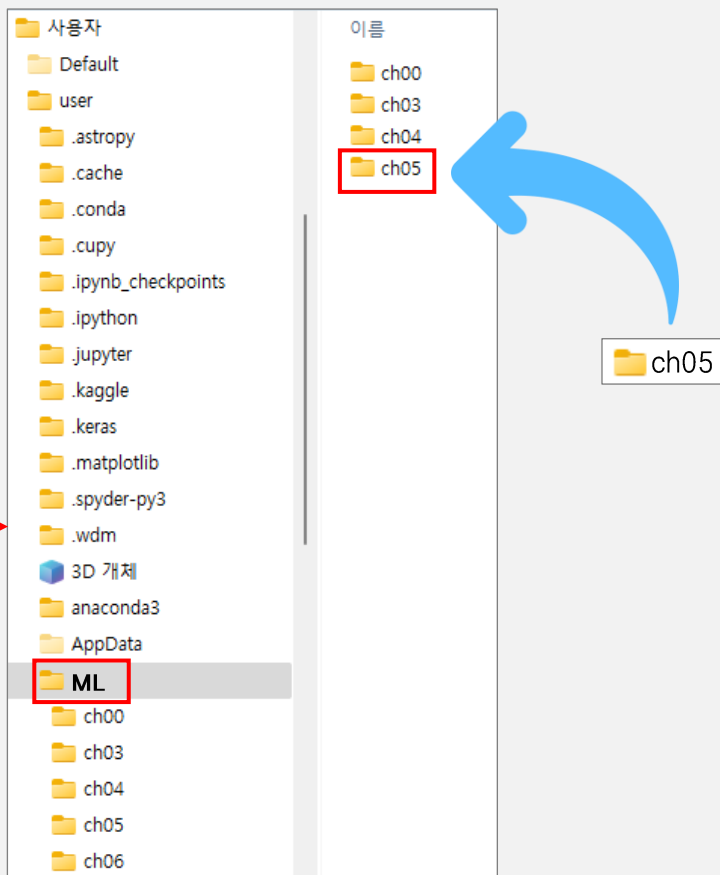 사용자
Default
user
.astropy
.cache
.conda
.cupy
.ipynb_checkpoints
.ipython
.jupyter
.kaggle
.keras
.matplotlib
.spyder-py3
.wdm
3D 개체
anaconda3
AppData
ML
ch00
ch03
ch04
ch05
ch06
이름
ch00
ch03
ch04
ch05
ch05